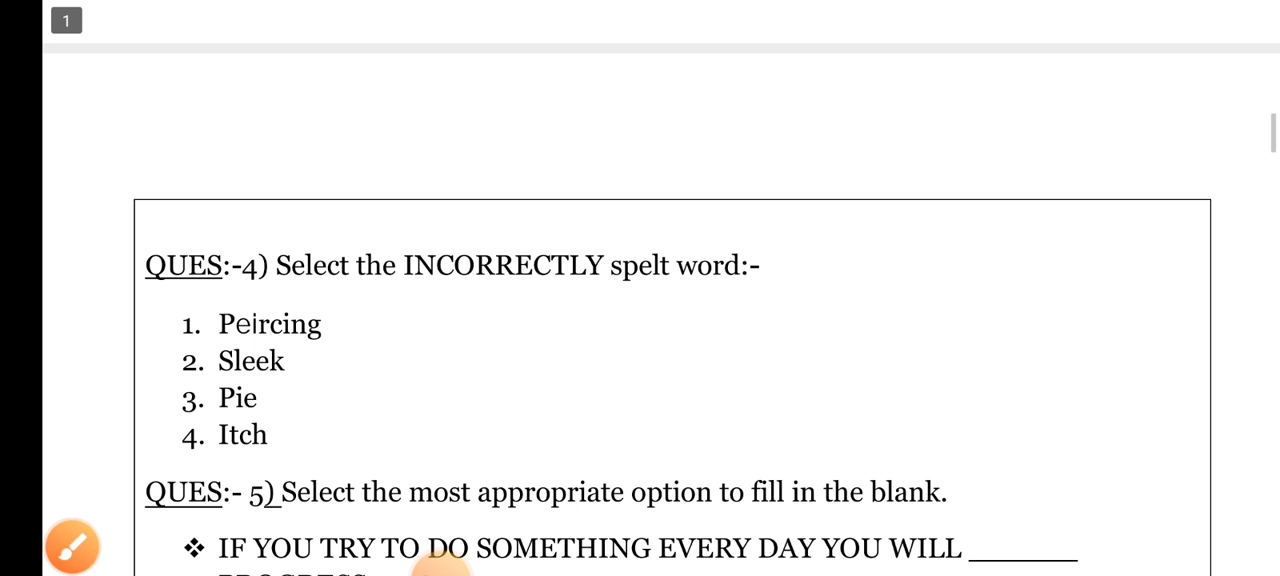 1
QUES:-4) Select the INCORRECTLY spelt word:-
1. Peircing
2. Sleek
3. Pie
4. Itch
QUES:- 5) Select the most appropriate option to fill in the blank.
❖ IF YOU TRY TO DO SOMETHING EVERY DAY YOU WILL ________